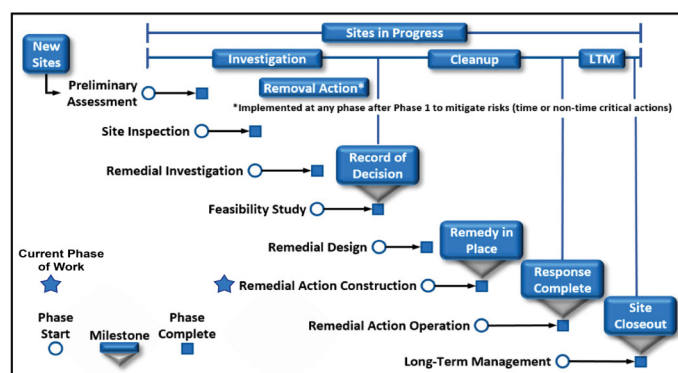 New
Sites
Sites in Progress
Investigation
Cleanup
LTM
Preliminary
Assessment
Removal Action*
*Implemented at any phase after Phase 1 to mitigate risks (time or non-time critical actions)
Site Inspection
Remedial Investigation
Record of
Decision
Feasibility Study
Remedial Design
Remedy in
Place
Current Phase
of Work
Remedial Action Construction
Response
Complete
Phase
Start
Milestone
Phase
Complete
Remedial Action Operation
Site
Closeout
Long-Term Management